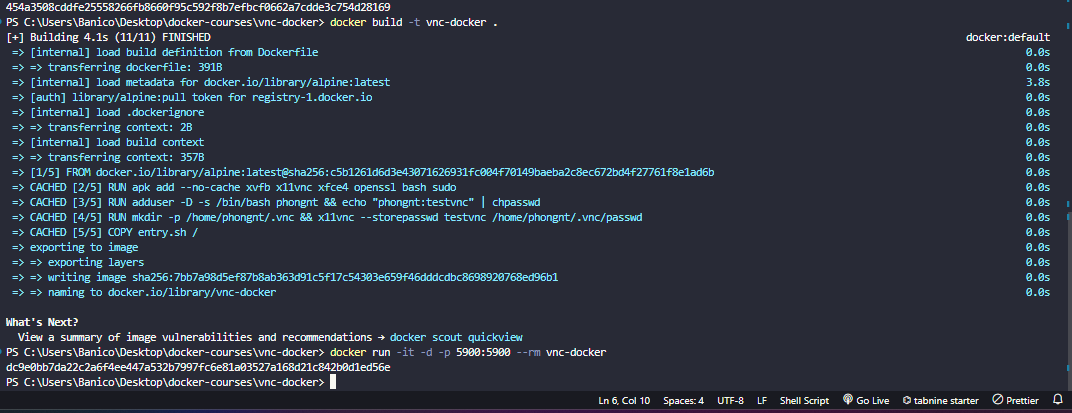 454a3508cddfe25558266fb8660f95c592f8b7efbcf0662a7cdde3c754d28169
PS C:\Users\Banico\Desktop\docker-courses\vnc-docker> docker build -t vnc-docker .
[+] Building 4.1s (11/11) FINISHED docker:default
=> [internal] load build definition from Dockerfile 0.0s
=> => transferring dockerfile: 391B 0.0s
=> [internal] load metadata for docker.io/library/alpine:latest 3.8s
=> [auth] library/alpine:pull token for registry-1.docker.io 0.0s
=> [internal] load .dockerignore 0.0s
=> => transferring context: 2B 0.0s
=> [internal] load build context 0.0s
=> => transferring context: 357B 0.0s
=> [1/5] FROM docker.io/library/alpine:latest@sha256:c5b1261d6d3e43071626931fc004f70149baeba2c8ec672bd4f27761f8e1ad6b 0.0s
=> CACHED [2/5] RUN apk add --no-cache xvfb x11vnc xfce4 openssl bash sudo 0.0s
=> CACHED [3/5] RUN adduser -D -s /bin/bash phongnt && echo "phongnt:testvnc" | chpasswd 0.0s
=> CACHED [4/5] RUN mkdir -p /home/phongnt/.vnc && x11vnc --storepasswd testvnc /home/phongnt/.vnc/passwd 0.0s
=> CACHED [5/5] COPY entry.sh / 0.0s
=> exporting to image 0.0s
=> => exporting layers 0.0s
=> => writing image sha256:7bb7a98d5ef87b8ab363d91c5f17c54303e659f46dddcdbc8698920768ed96b1 0.0s
=> => naming to docker.io/library/vnc-docker 0.0s
What's Next?
View a summary of image vulnerabilities and recommendations → docker scout quickview
PS C:\Users\Banico\Desktop\docker-courses\vnc-docker> docker run -it -d -p 5900:5900 --rm vnc-docker
dc9e0bb7da22c2a6f4ee447a532b7997fc6e81a03527a168d21c842b0d1ed56e
PS C:\Users\Banico\Desktop\docker-courses\vnc-docker>
Ln 6, Col 10 Spaces: 4 UTF-8 LF Shell Script Go Live tabnine starter Prettier